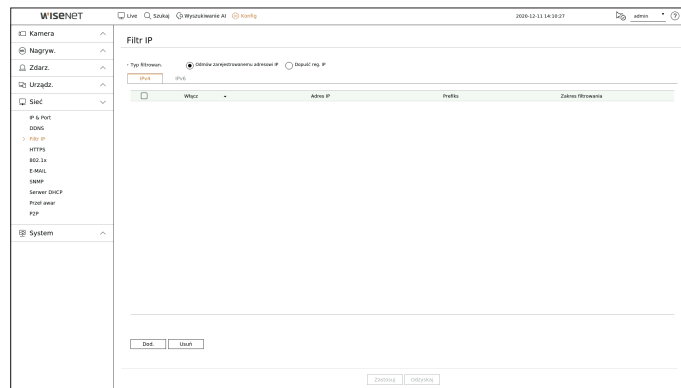 WISENET
Live Szukaj Wyszukiwanie AI Konfig 2020-12-11 14:10:27 admin
Kamera
Nagryw.
Zdarz.
Urządz.
Sieć
IP & Port
DDNS
Filtr IP
HTTPS
802.1x
E-MAIL
SNMP
Serwer DHCP
Przeł awar
P2P
System
Filtr IP
Typ filtrowan. Odmów zarejestrowanemu adresowi IP Dopuść reg. IP
IPv4 IPv6
Włącz Adres IP Prefiks Zakres filtrowania
Dod. Usuń
Zastosuj Odzyskaj